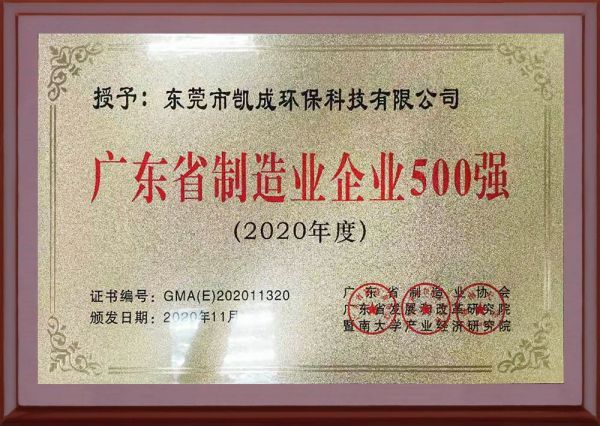 授予：东莞市凯成环保科技有限公司
广东省制造业企业500强
(2020年度)
证书编号：GMA(E)202011320
颁发日期：2020年11月
广东省制造业协会
广东省发展和改革研究院
暨南大学产业经济研究院